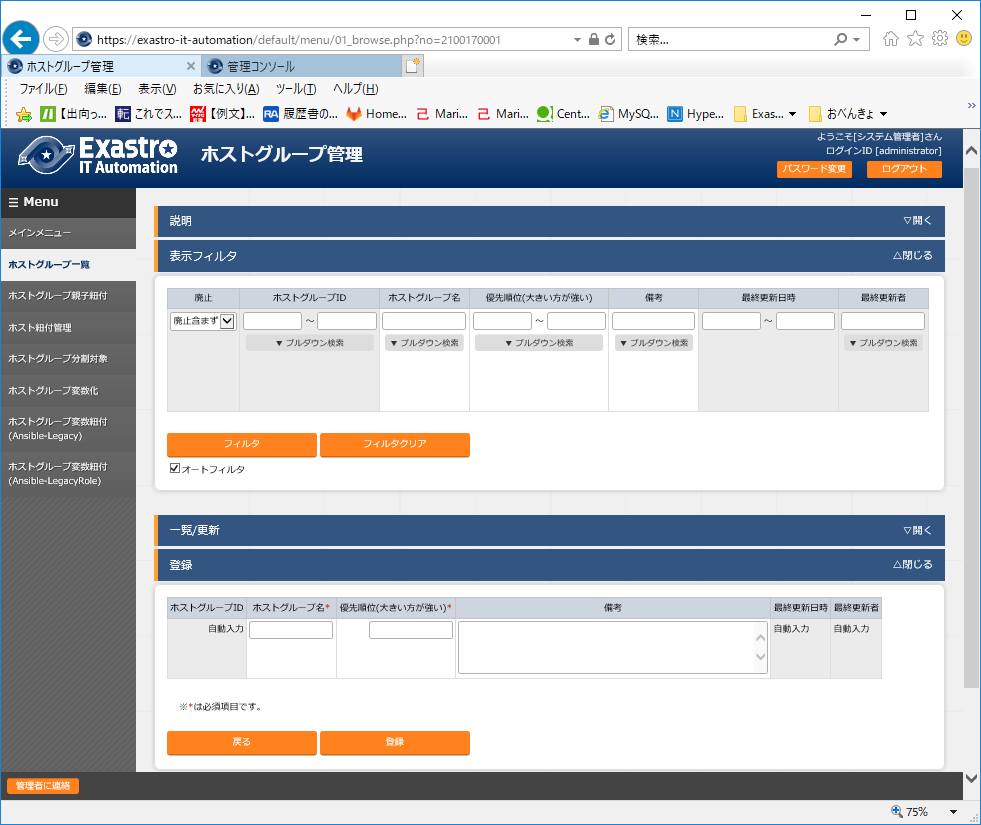 https://exastro-it-automation/default/menu/01_browse.php?no=2100170001
検索...
ホストグループ管理
管理コンソール
ファイル(F) 編集(E) 表示(V) お気に入り(A) ツール(T) ヘルプ(H)
【出向っ... 転 これでス... 【例文】... RA 履歴書の... Home... Mari... Mari... Cent... MySQ... N Hype... Exas... おべんきょ
Exastro
IT Automation
ホストグループ管理
ようこそ[システム管理者]さん
ログインID [administrator]
パスワード変更 ログアウト
☰ Menu
メインメニュー
ホストグループ一覧
ホストグループ親子紐付
ホスト紐付管理
ホストグループ分割対象
ホストグループ変数化
ホストグループ変数紐付
(Ansible-Legacy)
ホストグループ変数紐付
(Ansible-LegacyRole)
説明 ▽開く
表示フィルタ △閉じる
廃止 ホストグループID ホストグループ名 優先順位(大きい方が強い) 備考 最終更新日時 最終更新者
廃止含まず ～ ～ ～
▼プルダウン検索 ▼プルダウン検索 ▼プルダウン検索 ▼プルダウン検索 ▼プルダウン検索
フィルタ フィルタクリア
オートフィルタ
一覧/更新 ▽開く
登録 △閉じる
ホストグループID ホストグループ名* 優先順位(大きい方が強い)* 備考 最終更新日時 最終更新者
自動入力 自動入力 自動入力
※*は必須項目です。
戻る 登録
管理者に連絡
75%